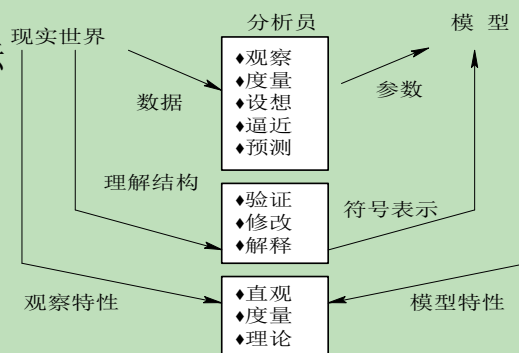 分析员
模 型
现实世界
◆观察
◆度量
◆设想
◆逼近
◆预测
数据
参数
理解结构
◆验证
◆修改
◆解释
符号表示
◆直观
◆度量
◆理论
观察特性
模型特性